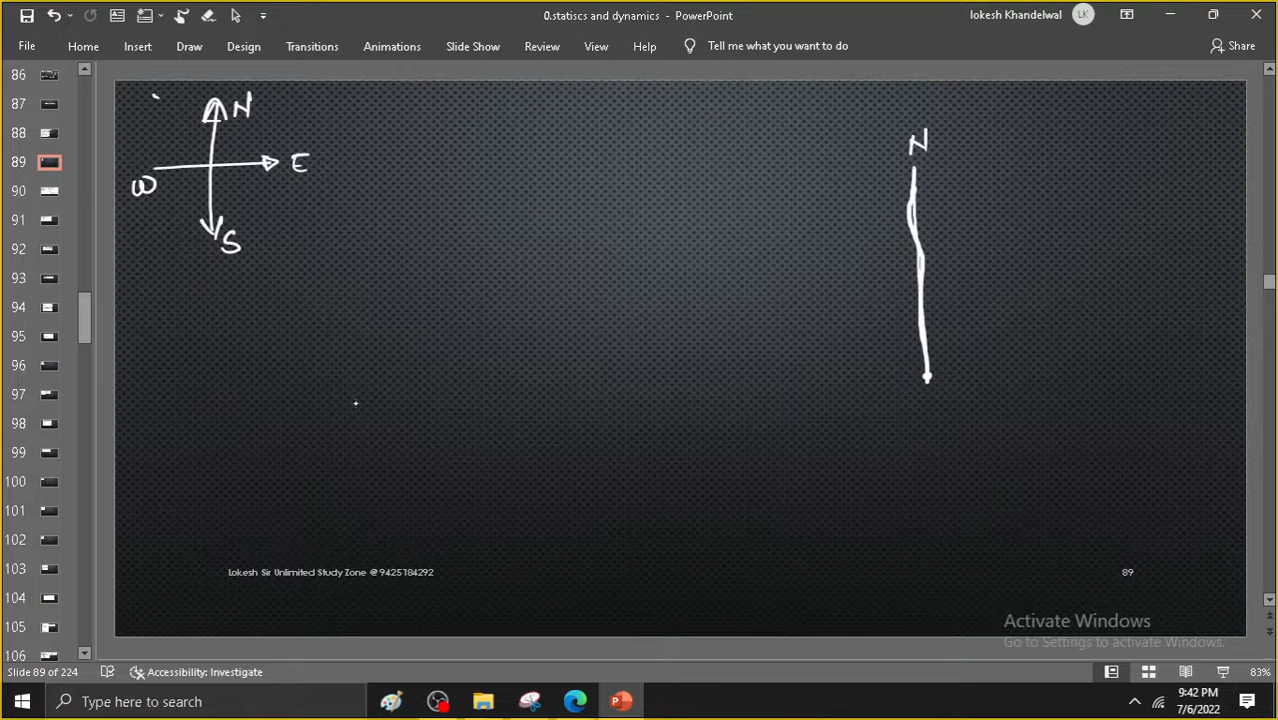 0.statiscs and dynamics - PowerPoint
lokesh Khandelwal
LK
File Home Insert Draw Design Transitions Animations Slide Show Review View Help Tell me what you want to do Share
86
87
88
89
90
91
92
93
94
95
96
97
98
99
100
101
102
103
104
105
106
N
E
W
S
N
Lokesh Sir Unlimited Study Zone @ 9425184292
89
Activate Windows
Go to Settings to activate Windows.
Slide 89 of 224
Accessibility: Investigate
83%
Type here to search
9:42 PM
7/6/2022